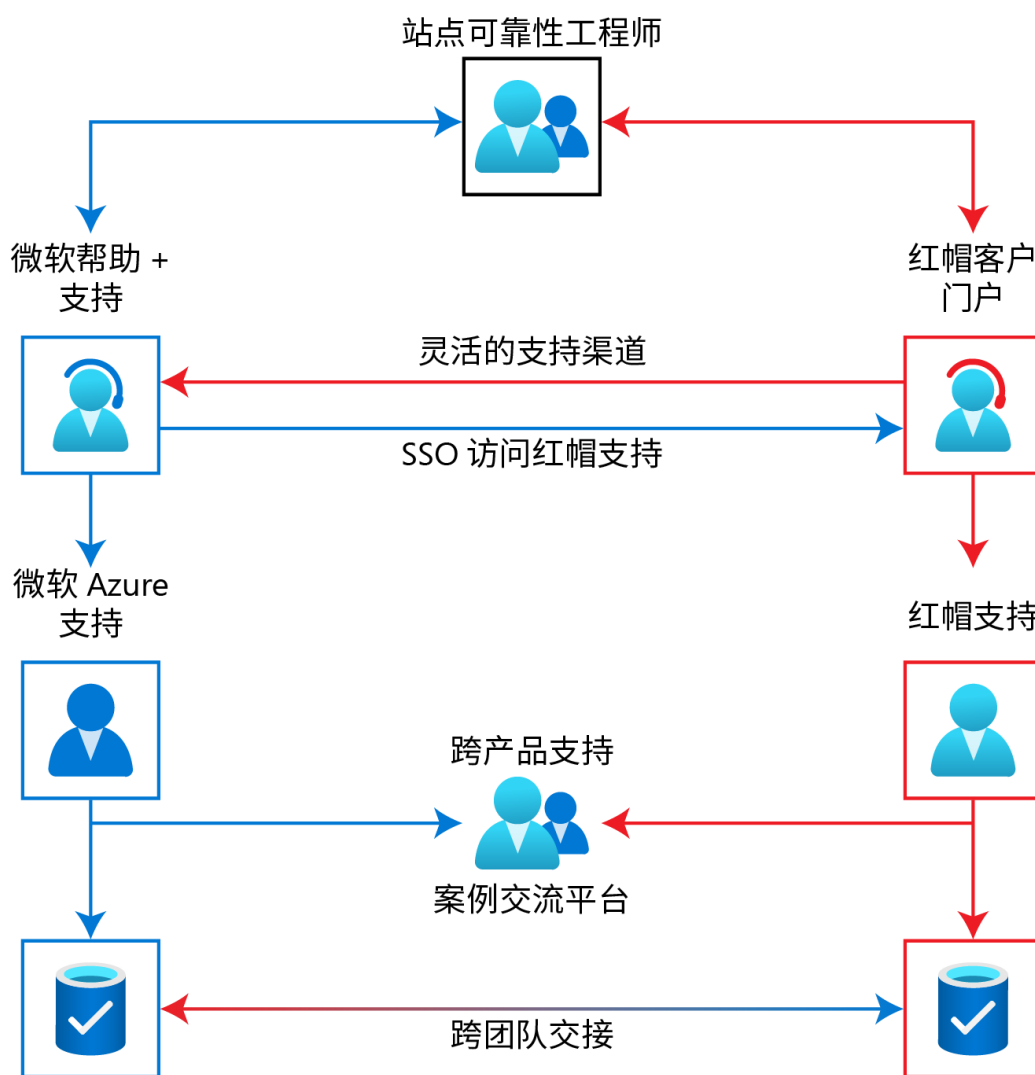 站点可靠性工程师
微软帮助 +
支持
红帽客户
门户
灵活的支持渠道
SSO 访问红帽支持
微软 Azure
支持
红帽支持
跨产品支持
案例交流平台
跨团队交接